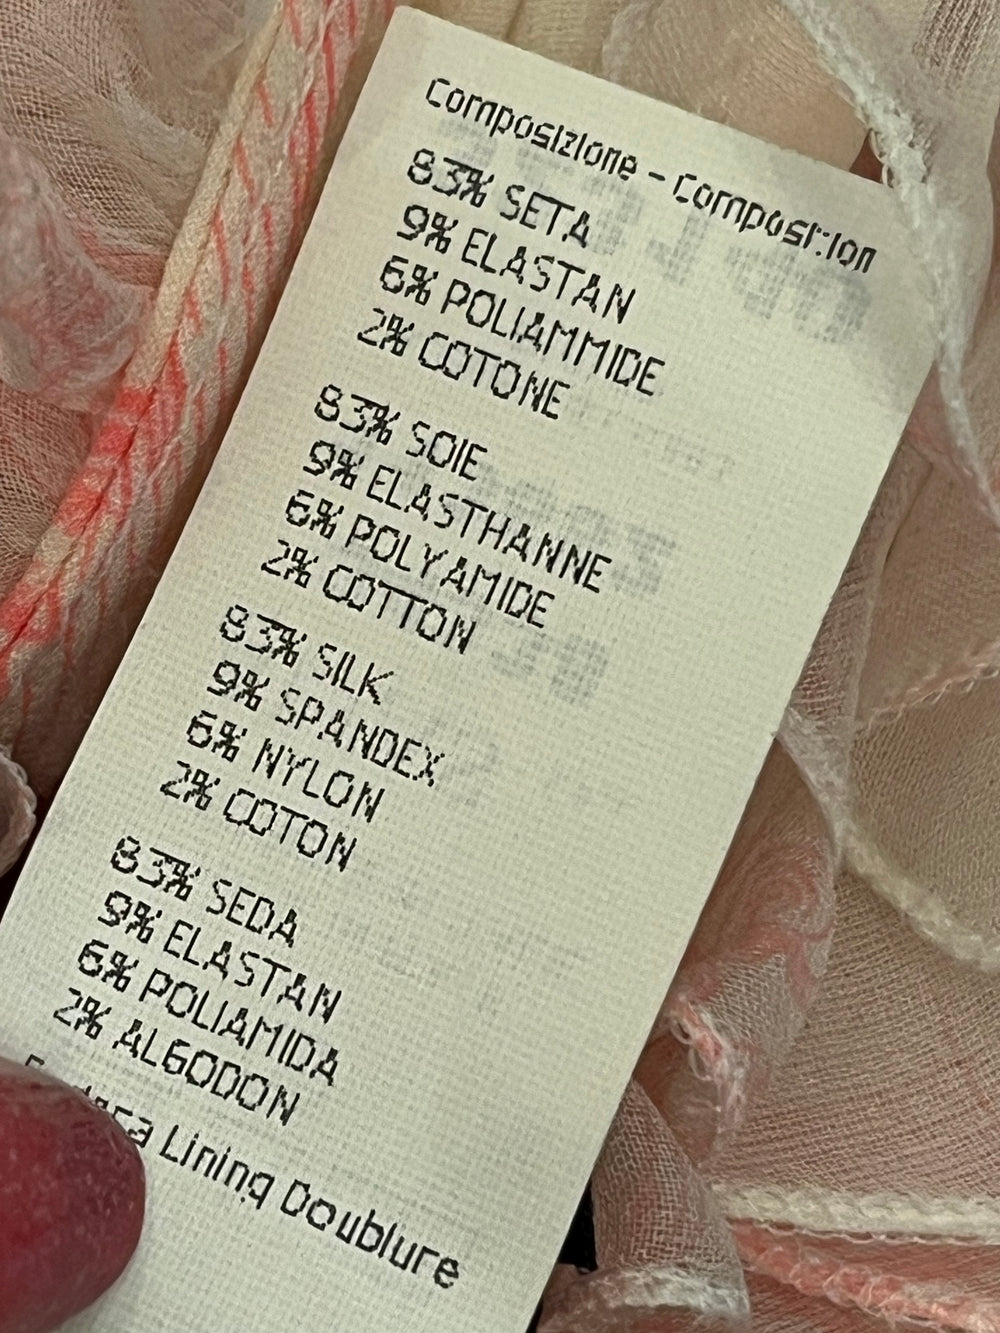 Composizione - Composition
83% SETA
9% ELASTAN
6% POLIAMMIDE
2% COTONE
83% SOIE
9% ELASTHANNE
6% POLYAMIDE
2% COTTON
83% SILK
9% SPANDEX
6% NYLON
2% COTON
83% SEDA
9% ELASTAN
6% POLIAMIDA
2% ALGODON
Lining Doublure